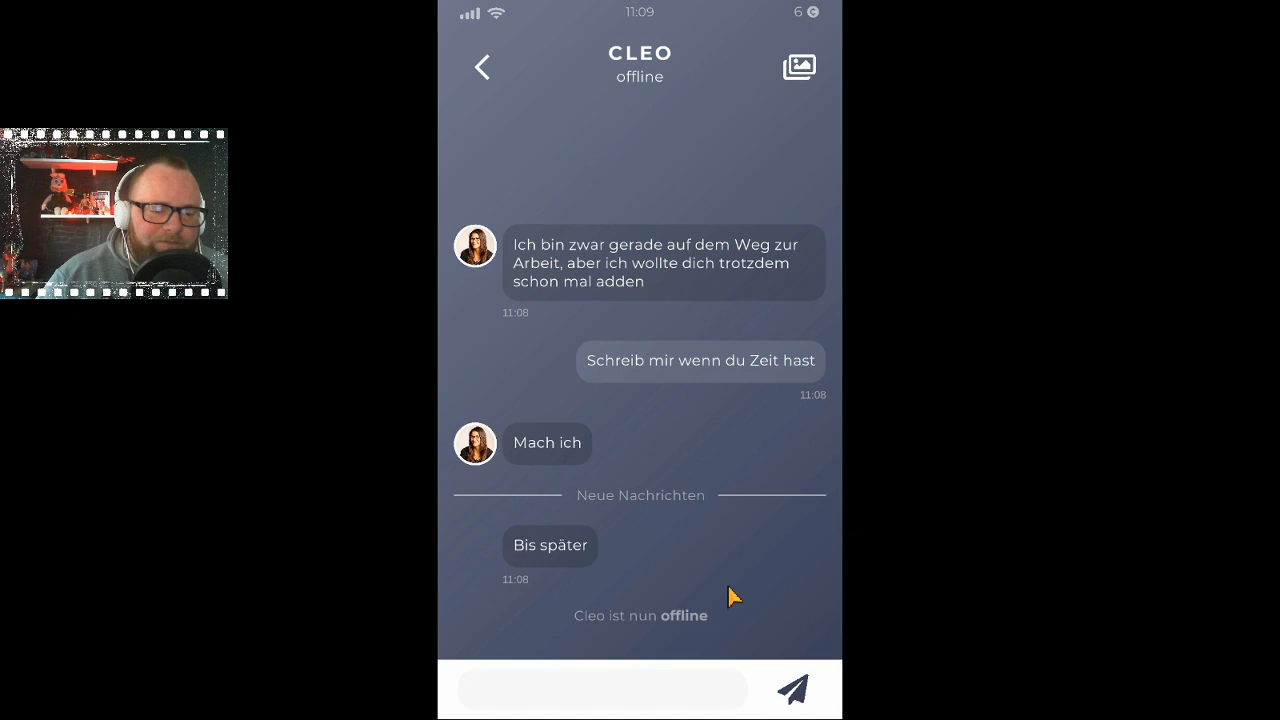 11:09
6
CLEO
offline
Ich bin zwar gerade auf dem Weg zur
Arbeit, aber ich wollte dich trotzdem
schon mal adden
11:08
Schreib mir wenn du Zeit hast
11:08
Mach ich
Neue Nachrichten
Bis später
11:08
Cleo ist nun offline